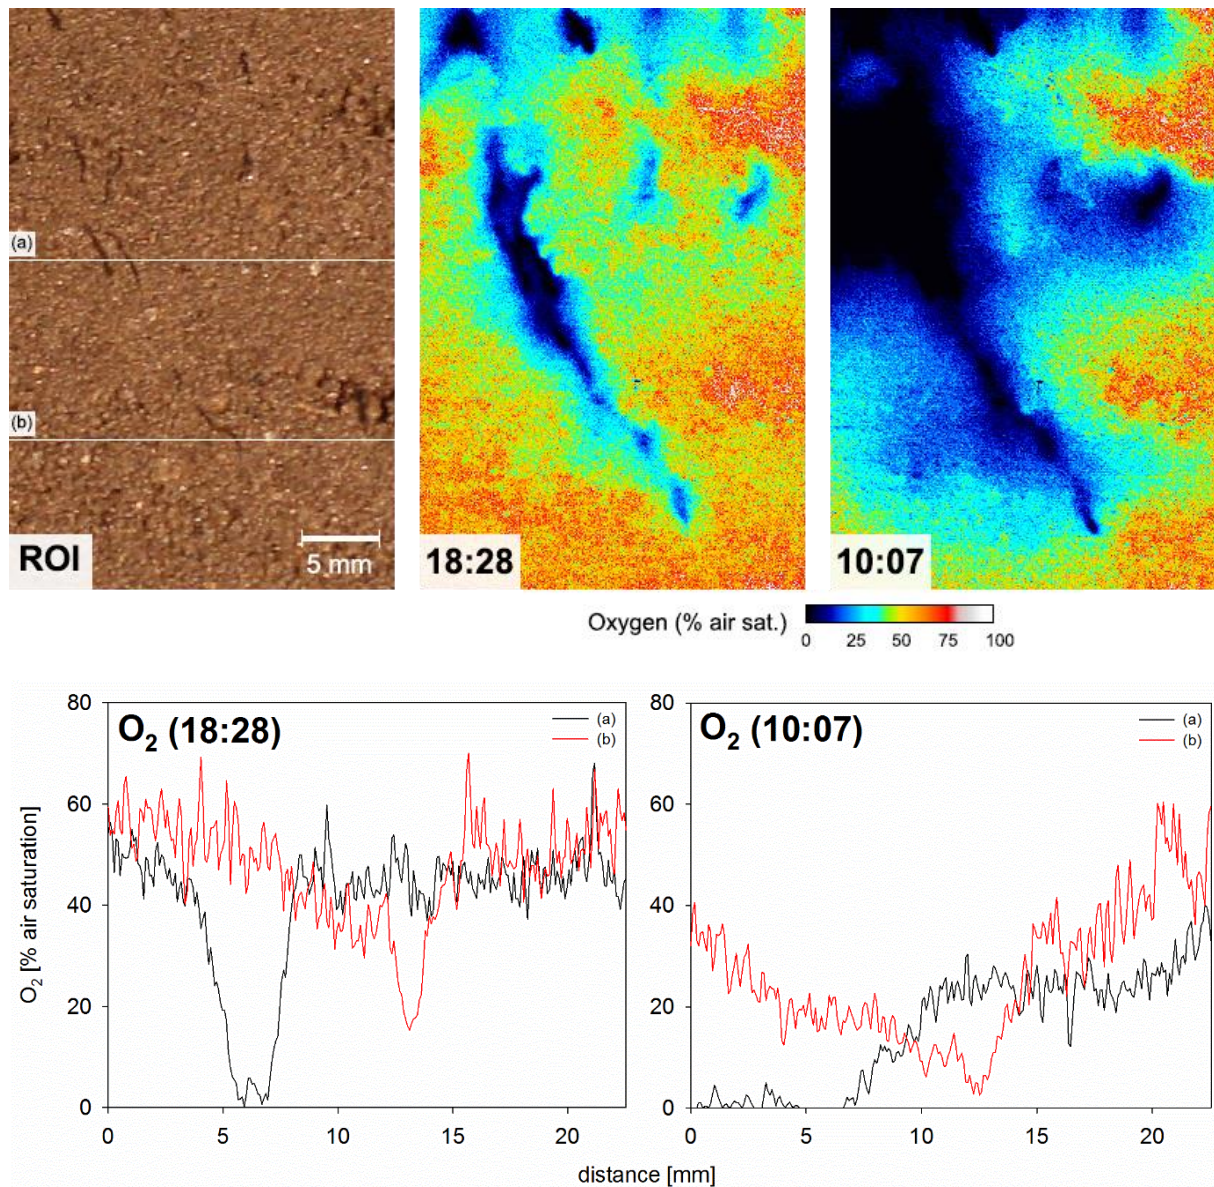 (a)
(b)
ROI
5 mm
18:28
10:07
Oxygen (% air sat.)
0 25 50 75 100
O2 (18:28)
(a)
(b)
80
60
40
20
0
0 5 10 15 20
O2 [% air saturation]
O2 (10:07)
(a)
(b)
80
60
40
20
0
0 5 10 15 20
distance [mm]